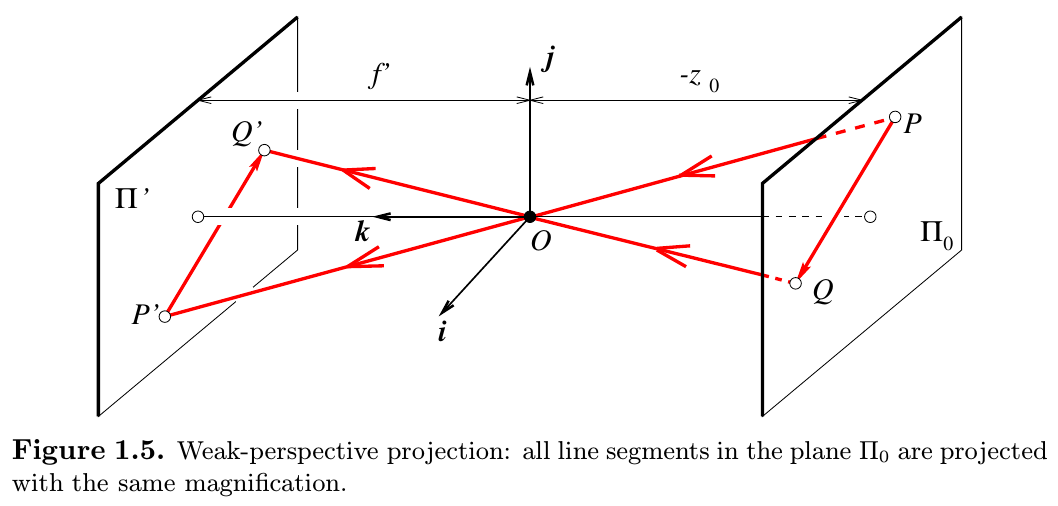 j
f'
-z 0
Q'
P
Π'
k
O
Π0
P'
Q
i
Figure 1.5. Weak-perspective projection: all line segments in the plane Π0 are projected
with the same magnification.